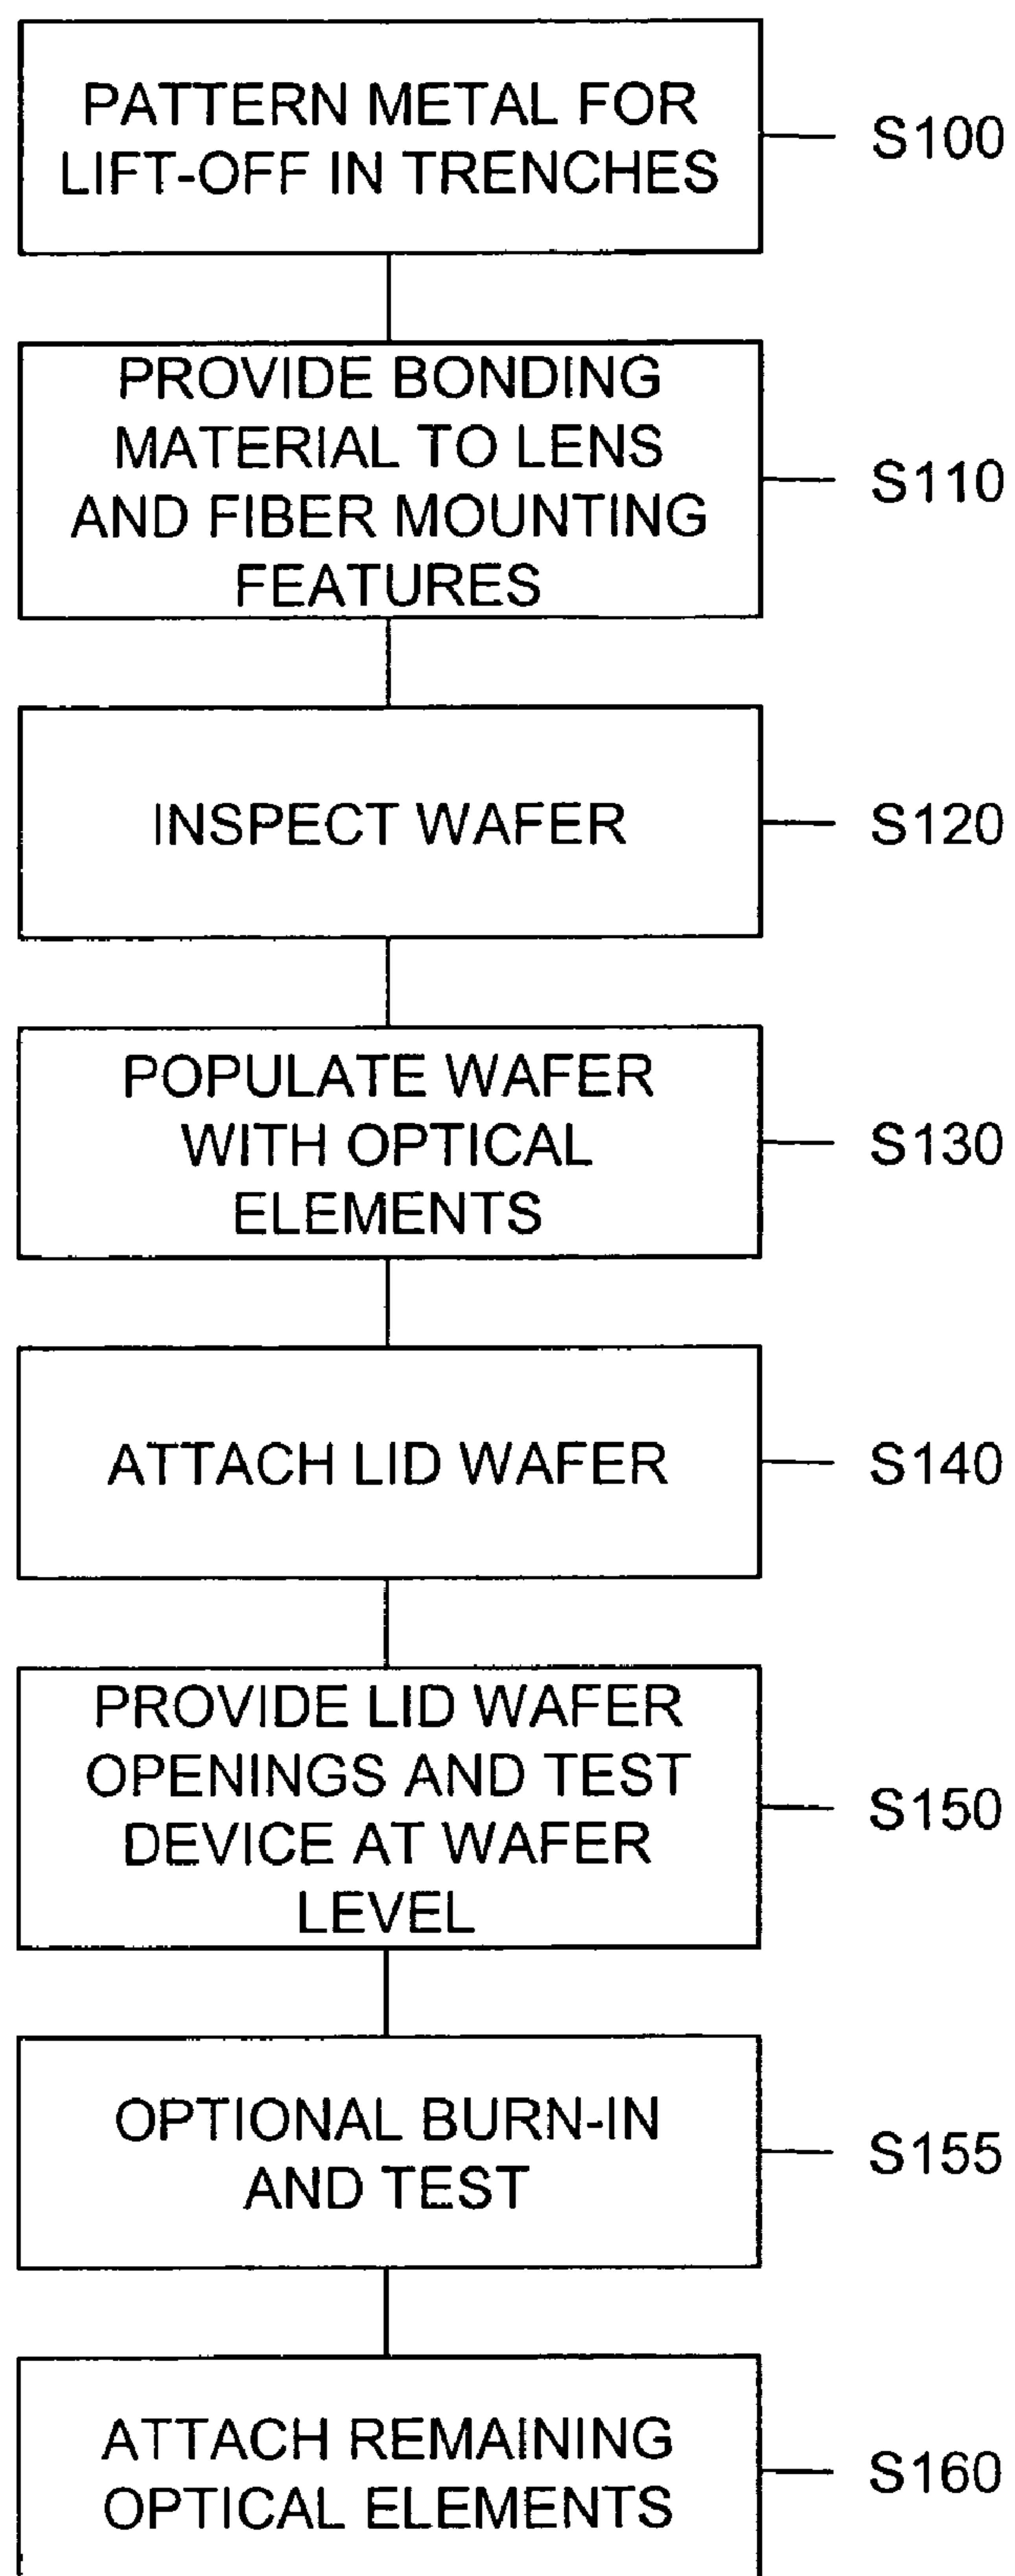 PATTERN METAL FOR
LIFT-OFF IN TRENCHES
S100
PROVIDE BONDING
MATERIAL TO LENS
AND FIBER MOUNTING
FEATURES
S110
INSPECT WAFER
S120
POPULATE WAFER
WITH OPTICAL
ELEMENTS
S130
ATTACH LID WAFER
S140
PROVIDE LID WAFER
OPENINGS AND TEST
DEVICE AT WAFER
LEVEL
S150
OPTIONAL BURN-IN
AND TEST
S155
ATTACH REMAINING
OPTICAL ELEMENTS
S160